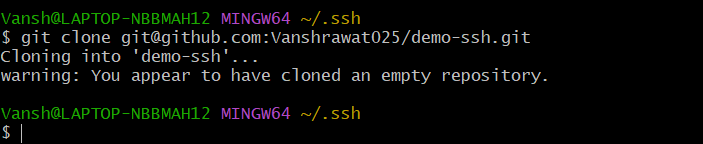 Vansh@LAPTOP-NBBMAH12 MINGW64 ~/.ssh
$ git clone git@github.com:Vanshrawat025/demo-ssh.git
Cloning into 'demo-ssh'...
warning: You appear to have cloned an empty repository.
Vansh@LAPTOP-NBBMAH12 MINGW64 ~/.ssh
$